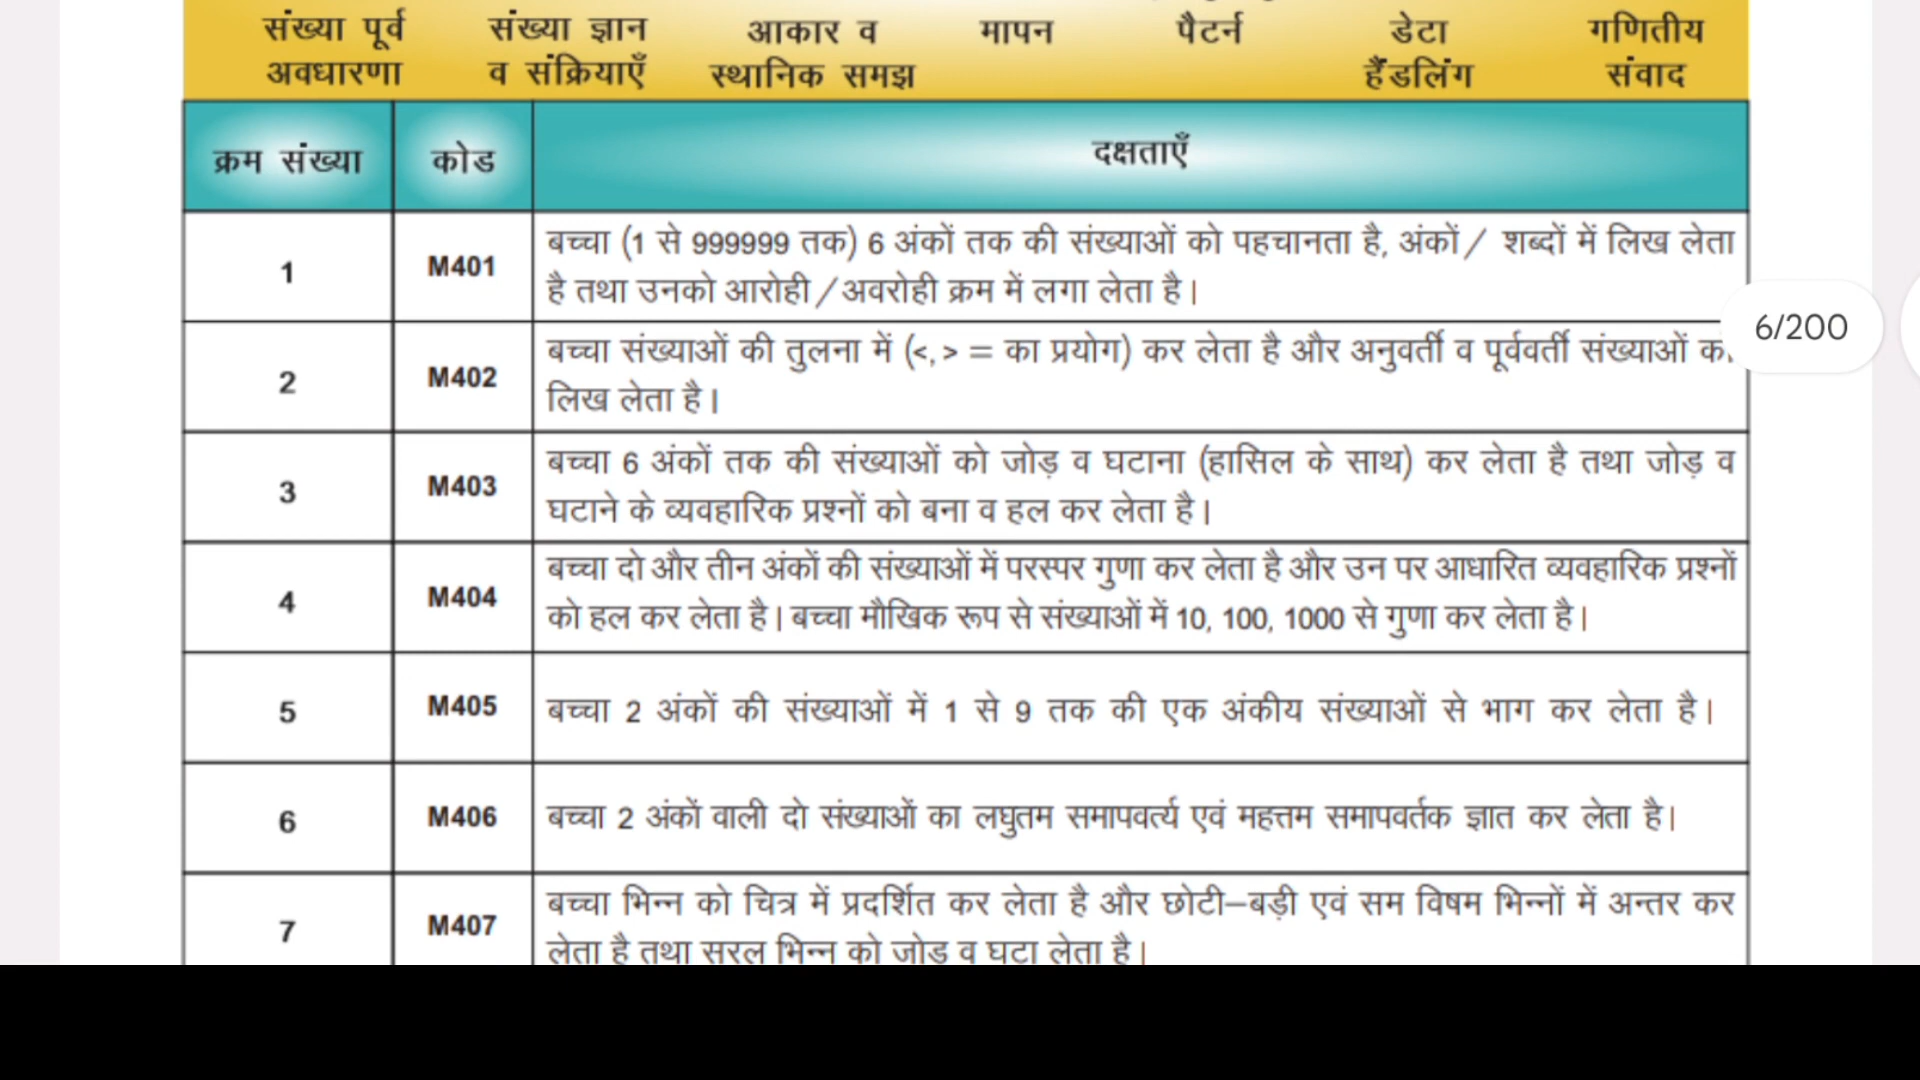 संख्या पूर्व संख्या ज्ञान आकार व मापन पैटर्न डेटा गणितीय
अवधारणा व संक्रियाएँ स्थानिक समझ हैंडलिंग संवाद
क्रम संख्या कोड दक्षताएँ
1 M401 बच्चा (1 से 999999 तक) 6 अंकों तक की संख्याओं को पहचानता है, अंकों / शब्दों में लिख लेता
है तथा उनको आरोही / अवरोही क्रम में लगा लेता है।
6/200
2 M402 बच्चा संख्याओं की तुलना में (<, > = का प्रयोग) कर लेता है और अनुवर्ती व पूर्ववर्ती संख्याओं
लिख लेता है।
3 M403 बच्चा 6 अंकों तक की संख्याओं को जोड़ व घटाना (हासिल के साथ) कर लेता है तथा जोड़ व
घटाने के व्यवहारिक प्रश्नों को बना व हल कर लेता है।
4 M404 बच्चा दो और तीन अंकों की संख्याओं में परस्पर गुणा कर लेता है और उन पर आधारित व्यवहारिक प्रश्नों
को हल कर लेता है। बच्चा मौखिक रूप से संख्याओं में 10, 100, 1000 से गुणा कर लेता है।
5 M405 बच्चा 2 अंकों की संख्याओं में 1 से 9 तक की एक अंकीय संख्याओं से भाग कर लेता है।
6 M406 बच्चा 2 अंकों वाली दो संख्याओं का लघुतम समापवर्त्य एवं महत्तम समापवर्तक ज्ञात कर लेता है।
7 M407 बच्चा भिन्न को चित्र में प्रदर्शित कर लेता है और छोटी–बड़ी एवं सम विषम भिन्नों में अन्तर कर
लेता है तथा सरल भिन्न को जोड़ व घटा लेता है।